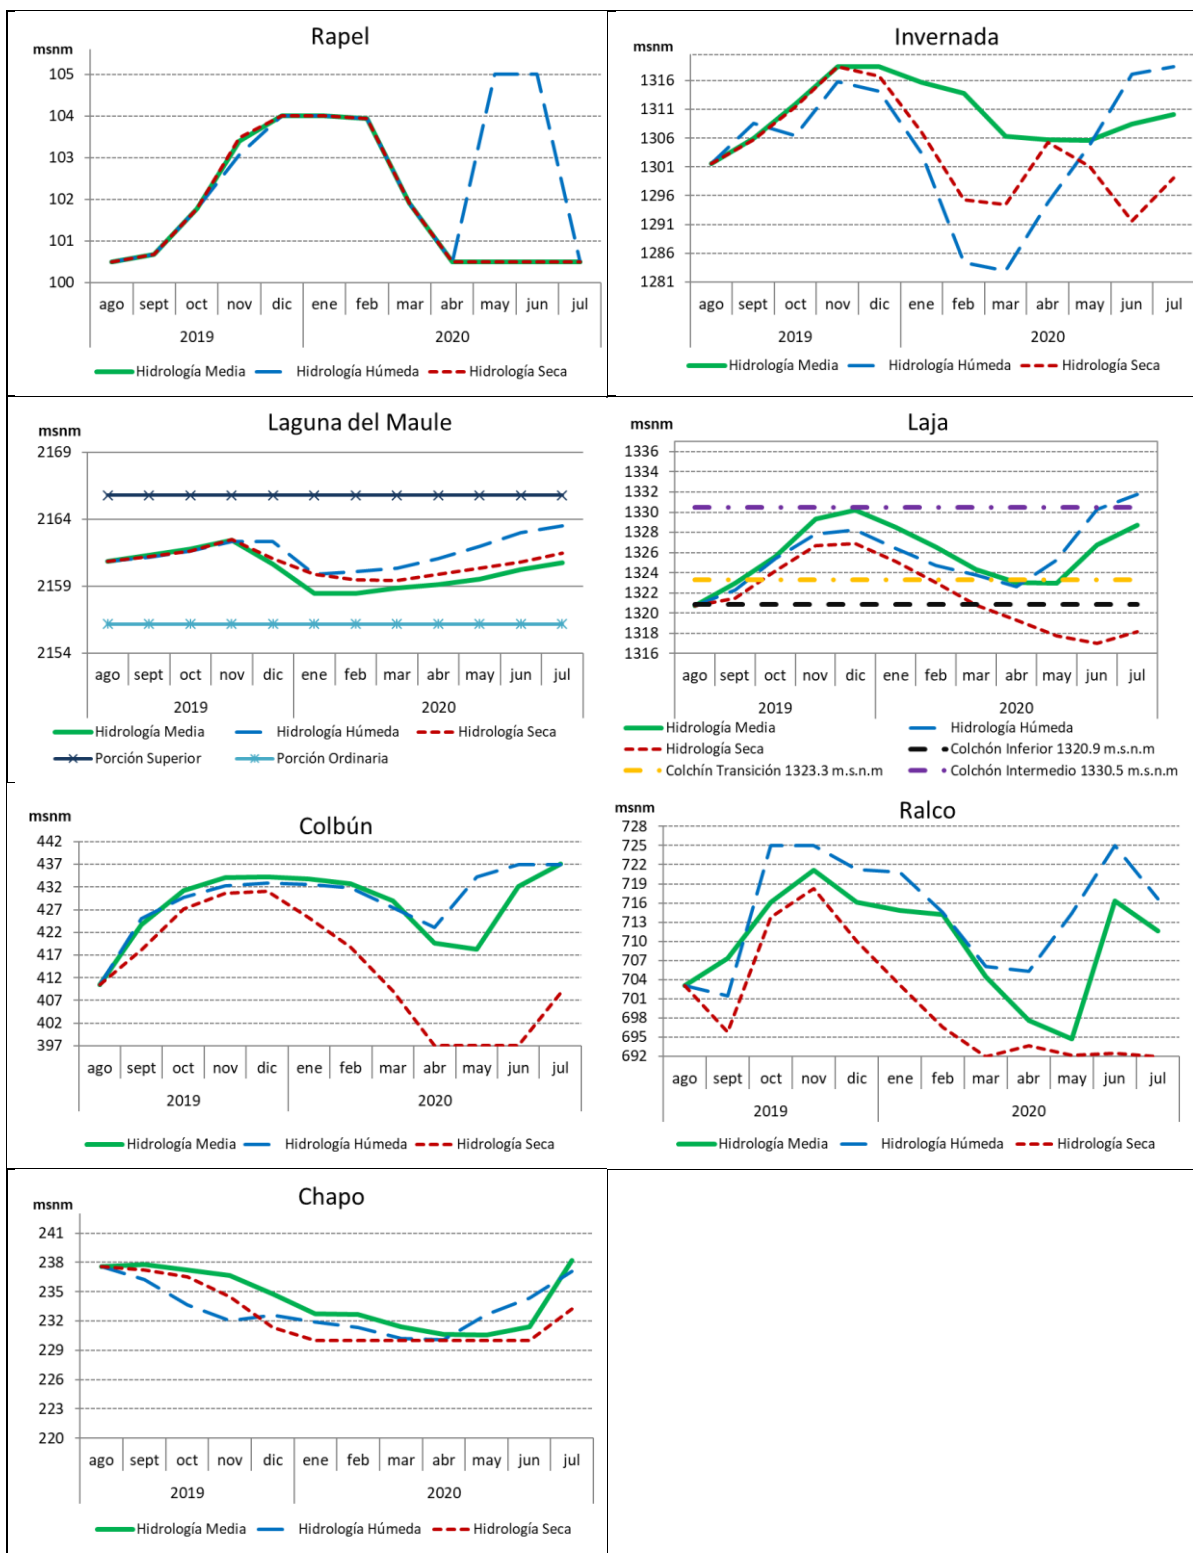 Rapel
msnm
105
104
103
102
101
100
ago sept oct nov dic ene feb mar abr may jun jul
2019 2020
Hidrología Media Hidrología Húmeda Hidrología Seca
Invernada
msnm
1316
1311
1306
1301
1296
1291
1286
1281
ago sept oct nov dic ene feb mar abr may jun jul
2019 2020
Hidrología Media Hidrología Húmeda Hidrología Seca
Laguna del Maule
msnm
2169
2164
2159
2154
ago sept oct nov dic ene feb mar abr may jun jul
2019 2020
Hidrología Media Hidrología Húmeda Hidrología Seca
Porción Superior Porción Ordinaria
Laja
msnm
1336
1334
1332
1330
1328
1326
1324
1322
1320
1318
1316
ago sept oct nov dic ene feb mar abr may jun jul
2019 2020
Hidrología Media Hidrología Húmeda
Hidrología Seca Colchón Inferior 1320.9 m.s.n.m
Colchín Transición 1323.3 m.s.n.m Colchón Intermedio 1330.5 m.s.n.m
Colbún
msnm
442
437
432
427
422
417
412
407
402
397
ago sept oct nov dic ene feb mar abr may jun jul
2019 2020
Hidrología Media Hidrología Húmeda Hidrología Seca
Ralco
msnm
728
725
722
719
716
713
710
707
704
701
698
695
692
ago sept oct nov dic ene feb mar abr may jun jul
2019 2020
Hidrología Media Hidrología Húmeda Hidrología Seca
Chapo
msnm
241
238
235
232
229
226
223
220
ago sept oct nov dic ene feb mar abr may jun jul
2019 2020
Hidrología Media Hidrología Húmeda Hidrología Seca